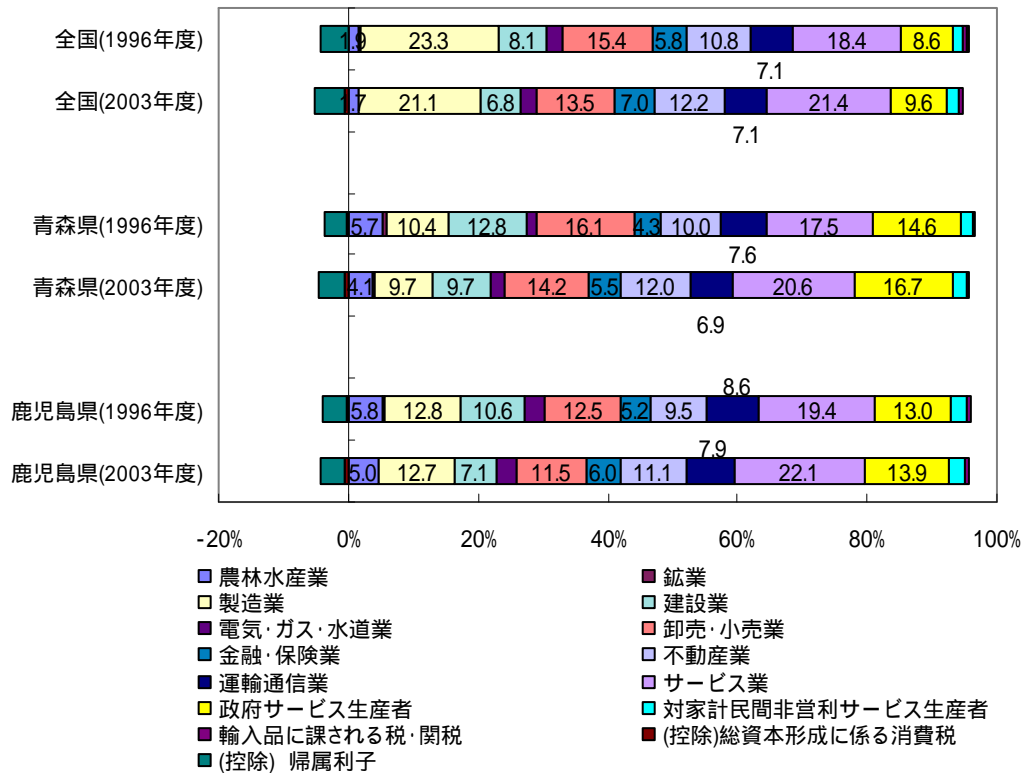 全国(1996年度) 1.9 23.3 8.1 15.4 5.8 10.8 18.4 8.6
7.1
全国(2003年度) 1.7 21.1 6.8 13.5 7.0 12.2 21.4 9.6
7.1
青森県(1996年度) 5.7 10.4 12.8 16.1 4.3 10.0 17.5 14.6
7.6
青森県(2003年度) 4.1 9.7 9.7 14.2 5.5 12.0 20.6 16.7
6.9
8.6
鹿児島県(1996年度) 5.8 12.8 10.6 12.5 5.2 9.5 19.4 13.0
7.9
鹿児島県(2003年度) 5.0 12.7 7.1 11.5 6.0 11.1 22.1 13.9
-20% 0% 20% 40% 60% 80% 100%
農林水産業 鉱業
製造業 建設業
電気･ガス･水道業 卸売･小売業
金融･保険業 不動産業
運輸通信業 サービス業
政府サービス生産者 対家計民間非営利サービス生産者
輸入品に課される税･関税 (控除)総資本形成に係る消費税
(控除) 帰属利子